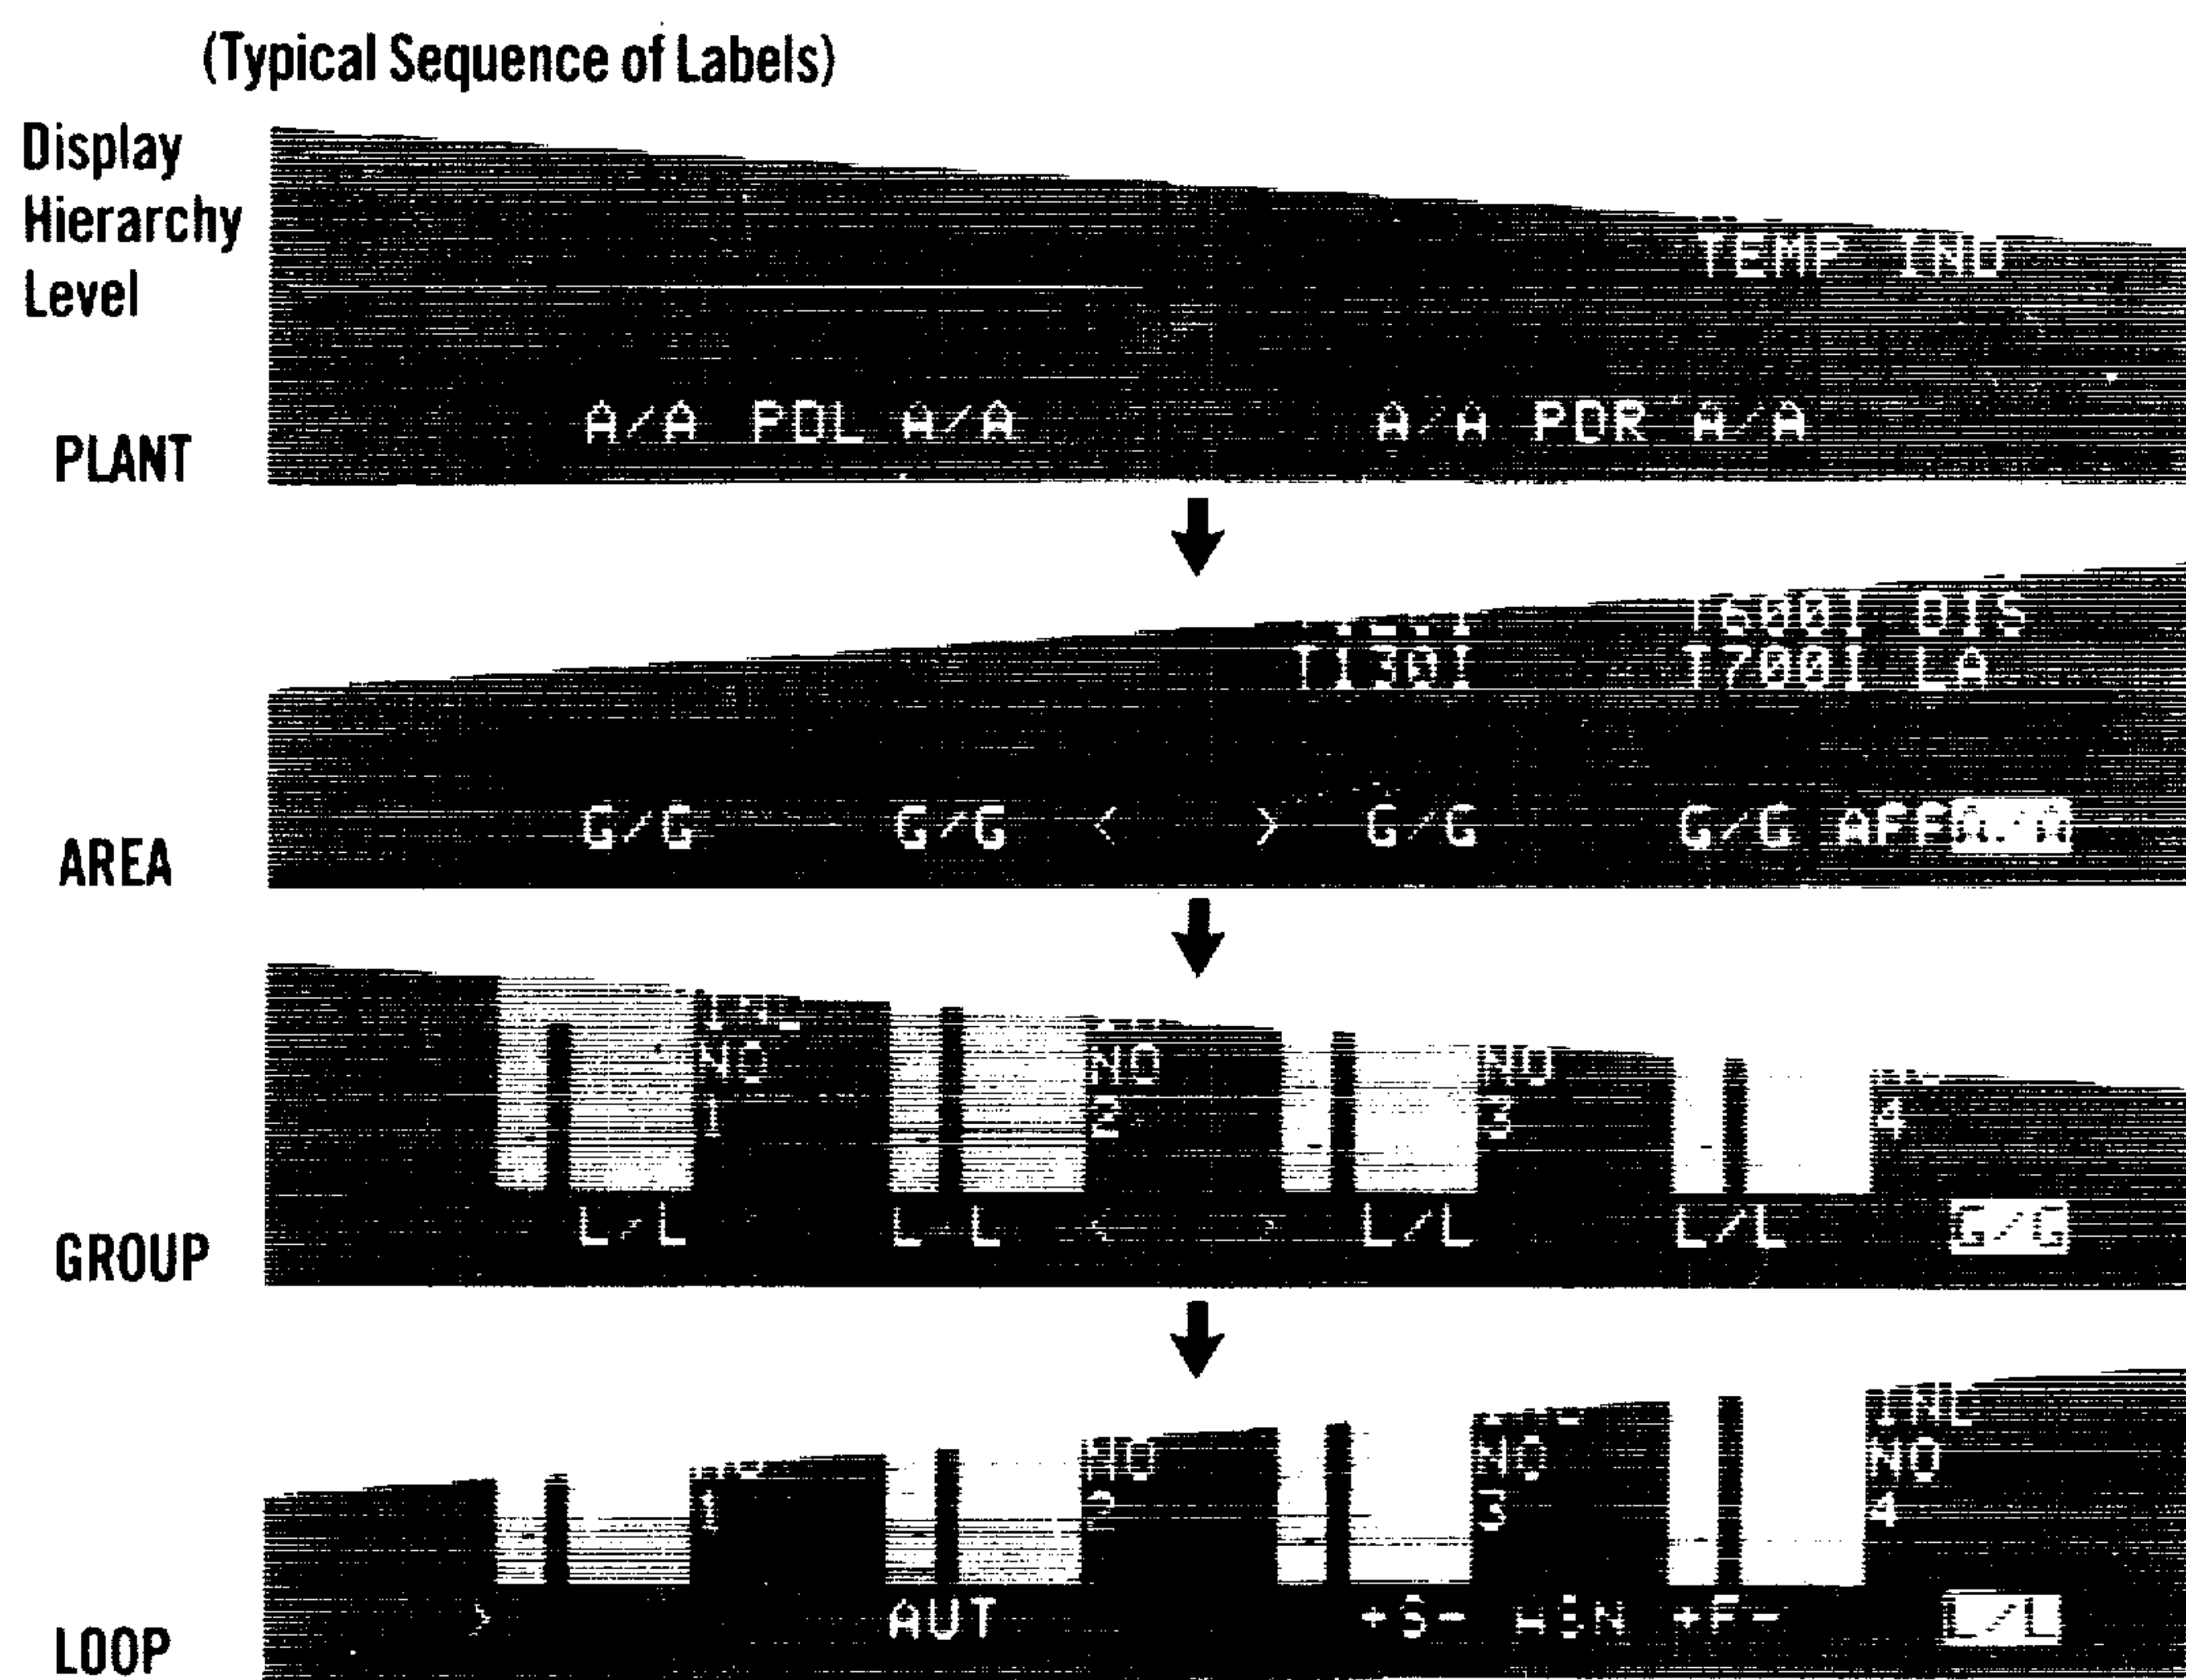 (Typical Sequence of Labels)
Display
Hierarchy
Level
TEMP IND
PLANT
A/A PDL A/A A/A PDR A/A
T600I DIS
T130I T700I LA
AREA
G/G G/G < > G/G G/G AFF A/A
NO NO NO
1 2 3 4
GROUP
L/L L/L < > L/L L/L G/G
NO NO NO
1 2 3 4
LOOP
> AUT +S- +F- L/L